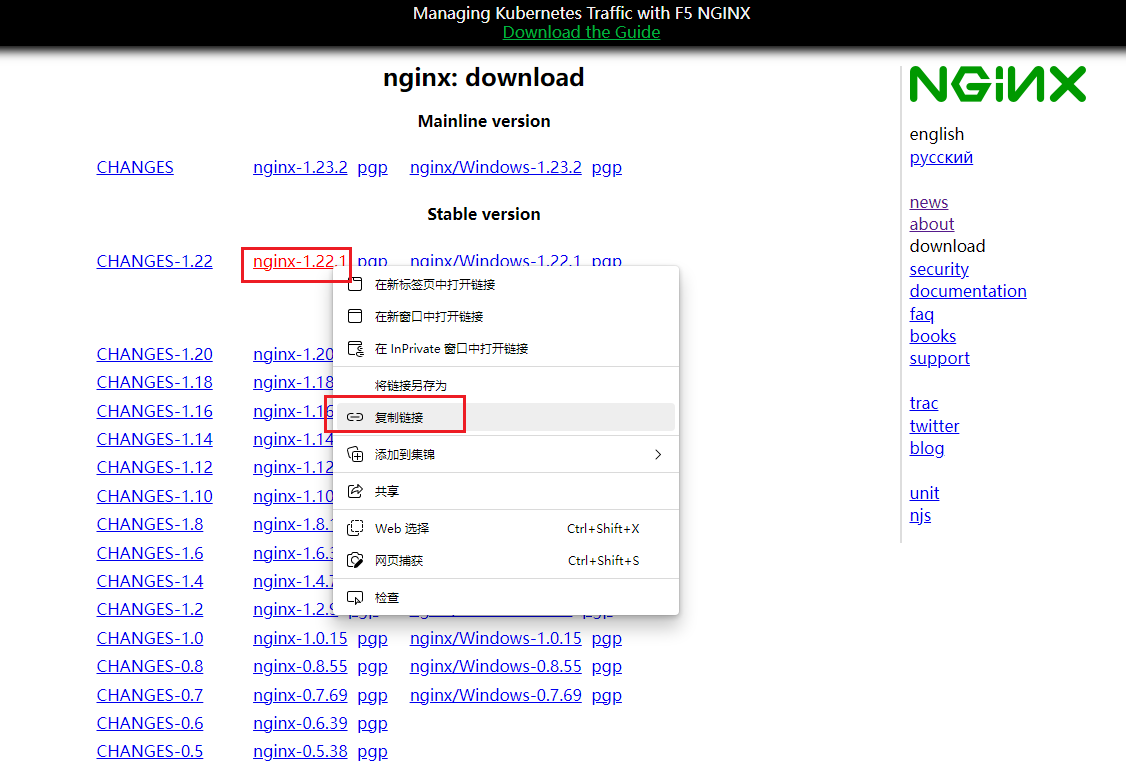 Managing Kubernetes Traffic with F5 NGINX
Download the Guide
nginx: download
Mainline version
CHANGES nginx-1.23.2 pgp nginx/Windows-1.23.2 pgp
Stable version
CHANGES-1.22 nginx-1.22.1 pgp nginx/Windows-1.22.1 pgp
CHANGES-1.20 nginx-1.20
CHANGES-1.18 nginx-1.18
CHANGES-1.16 nginx-1.16
CHANGES-1.14 nginx-1.14
CHANGES-1.12 nginx-1.12
CHANGES-1.10 nginx-1.10
CHANGES-1.8 nginx-1.8.
CHANGES-1.6 nginx-1.6.
CHANGES-1.4 nginx-1.4.7
CHANGES-1.2 nginx-1.2.9 pgp pgp
CHANGES-1.0 nginx-1.0.15 pgp nginx/Windows-1.0.15 pgp
CHANGES-0.8 nginx-0.8.55 pgp nginx/Windows-0.8.55 pgp
CHANGES-0.7 nginx-0.7.69 pgp nginx/Windows-0.7.69 pgp
CHANGES-0.6 nginx-0.6.39 pgp
CHANGES-0.5 nginx-0.5.38 pgp
在新标签页中打开链接
在新窗口中打开链接
在 InPrivate 窗口中打开链接
将链接另存为
复制链接
添加到集锦
共享
Web 选择 Ctrl+Shift+X
网页捕获 Ctrl+Shift+S
检查
NGINX
english
русский
news
about
download
security
documentation
faq
books
support
trac
twitter
blog
unit
njs